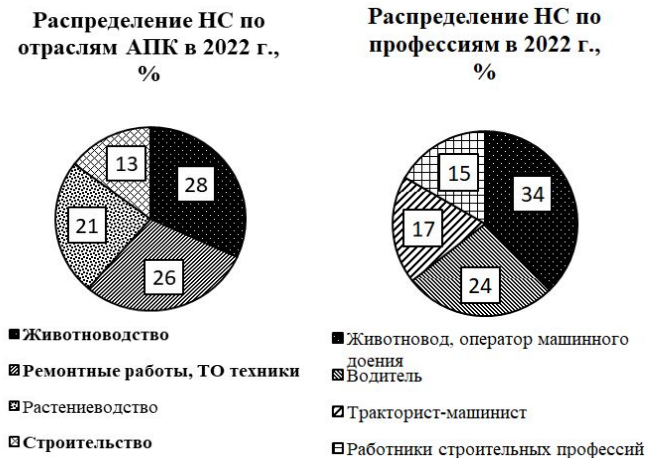 Распределение НС по
отраслям АПК в 2022 г.,
%
13
28
21
26
Животноводство
Ремонтные работы, ТО техники
Растениеводство
Строительство
Распределение НС по
профессиям в 2022 г.,
%
15
34
17
24
Животновод, оператор машинного
доения
Водитель
Тракторист-машинист
Работники строительных профессий